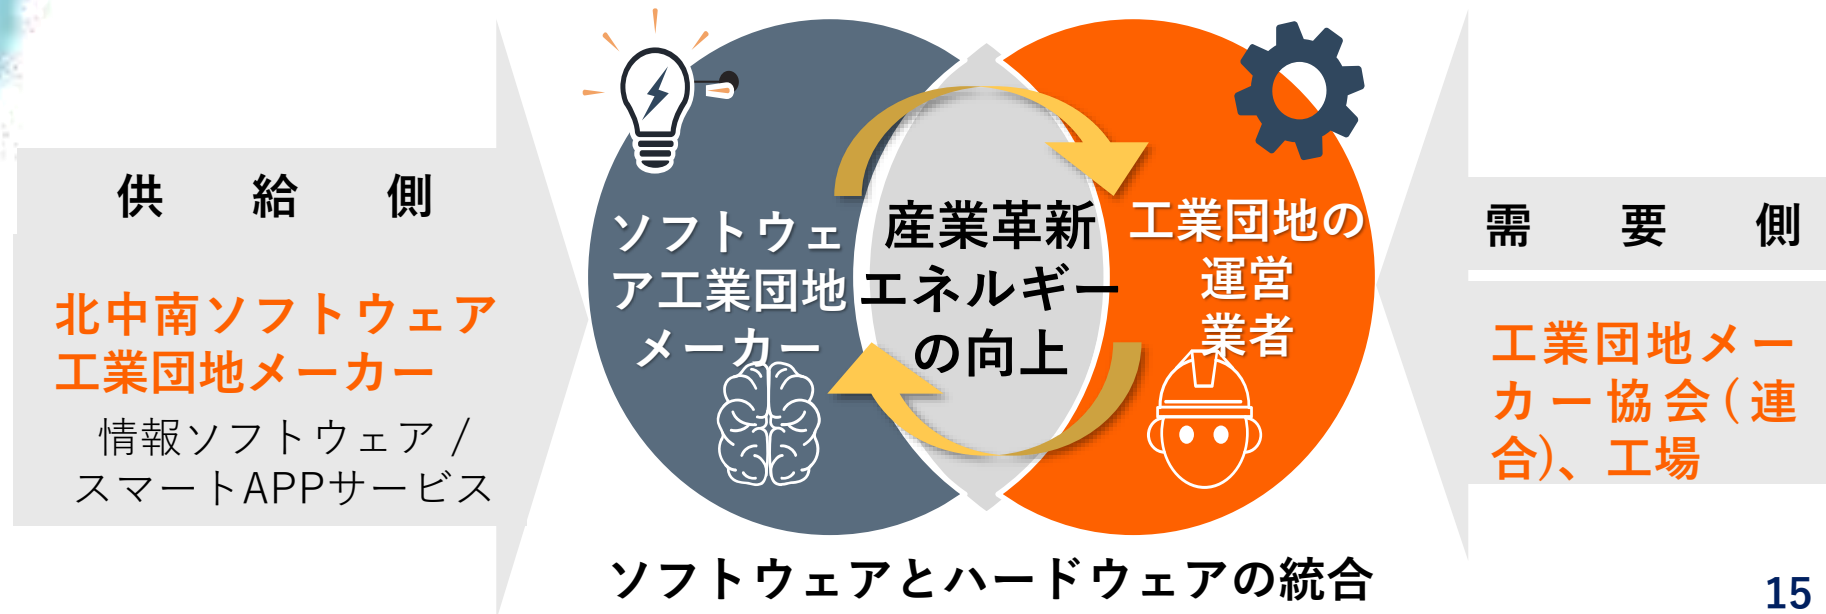 供給側
北中南ソフトウェア
工業団地メーカー
情報ソフトウェア /
スマートAPPサービス
ソフトウェ
ア工業団地
メーカー
産業革新
エネルギー
の向上
工業団地の
運営
業者
需要側
工業団地メー
カー協会(連
合)、工場
ソフトウェアとハードウェアの統合
15